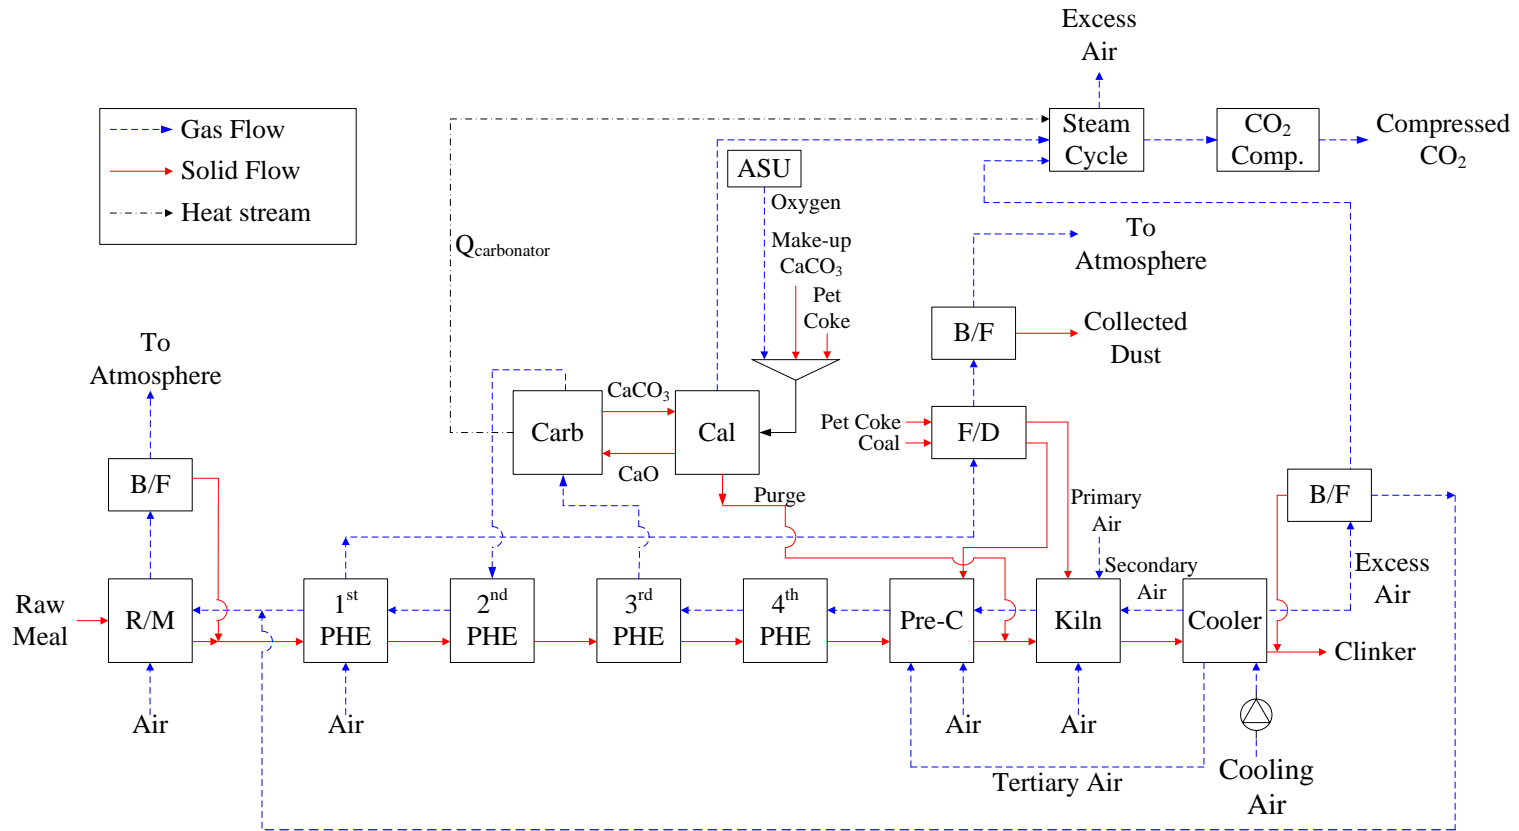 Excess
Air
Gas Flow
Solid Flow
Heat stream
Steam
Cycle
CO₂
Comp.
Compressed
CO₂
ASU
Oxygen
Q_carbonator
Make-up
CaCO₃
Pet
Coke
To
Atmosphere
B/F
Collected
Dust
To
Atmosphere
CaCO₃
Carb
Cal
CaO
Pet Coke
Coal
F/D
B/F
Purge
Primary
Air
B/F
Secondary
Air
Excess
Air
Raw
Meal
R/M
1st
PHE
2nd
PHE
3rd
PHE
4th
PHE
Pre-C
Kiln
Cooler
Clinker
Air
Air
Air
Air
Tertiary Air
Cooling
Air